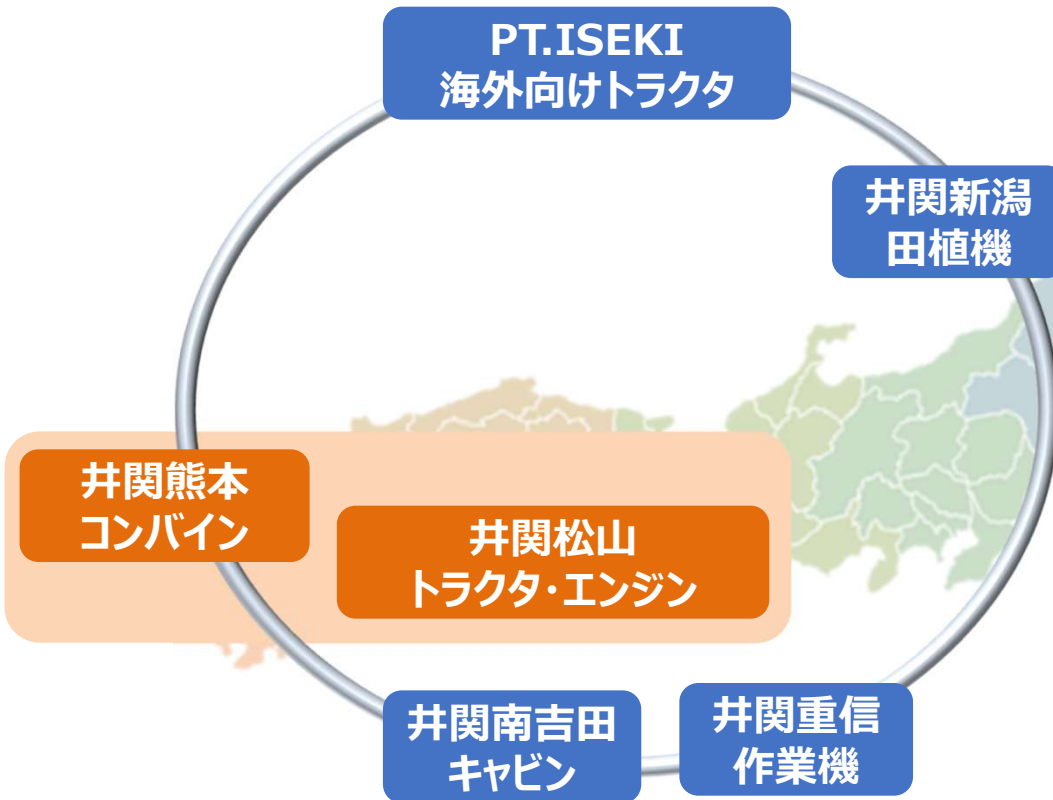 PT.ISEKI
海外向けトラクタ
井関新潟
田植機
井関熊本
コンバイン
井関松山
トラクタ・エンジン
井関南吉田
キャビン
井関重信
作業機